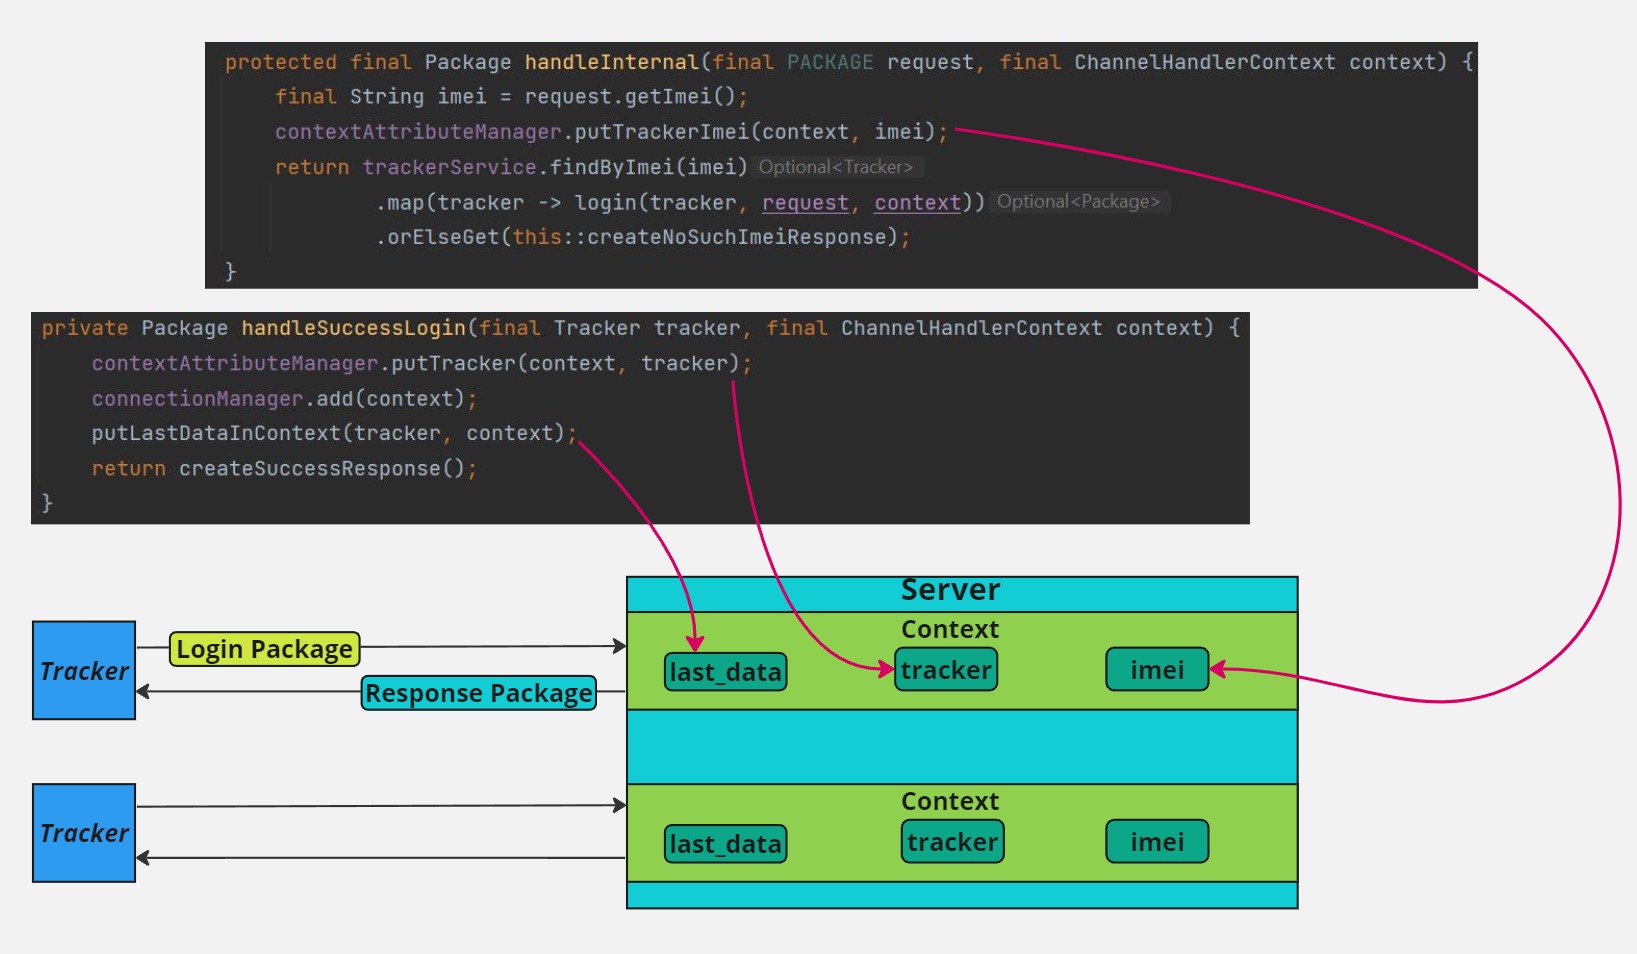 protected final Package handleInternal(final PACKAGE request, final ChannelHandlerContext context) {
    final String imei = request.getImei();
    contextAttributeManager.putTrackerImei(context, imei);
    return trackerService.findByImei(imei) Optional<Tracker>
            .map(tracker -> login(tracker, request, context)) Optional<Package>
            .orElseGet(this::createNoSuchImeiResponse);
}
private Package handleSuccessLogin(final Tracker tracker, final ChannelHandlerContext context) {
    contextAttributeManager.putTracker(context, tracker);
    connectionManager.add(context);
    putLastDataInContext(tracker, context);
    return createSuccessResponse();
}
Server
Context
Tracker
Login Package
Response Package
last_data
tracker
imei
Context
Tracker
last_data
tracker
imei